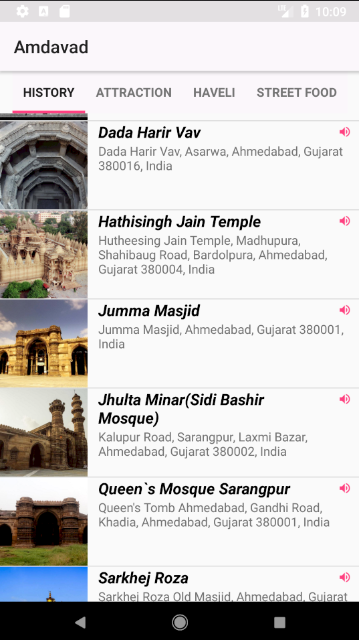 10:09
Amdavad
HISTORY ATTRACTION HAVELI STREET FOOD
Dada Harir Vav
Dada Harir Vav, Asarwa, Ahmedabad, Gujarat
380016, India
Hathisingh Jain Temple
Hutheesing Jain Temple, Madhupura,
Shahibaug Road, Bardolpura, Ahmedabad,
Gujarat 380004, India
Jumma Masjid
Jumma Masjid, Ahmedabad, Gujarat 380001,
India
Jhulta Minar(Sidi Bashir
Mosque)
Kalupur Road, Sarangpur, Laxmi Bazar,
Ahmedabad, Gujarat 380002, India
Queen`s Mosque Sarangpur
Queen's Tomb Ahmedabad, Gandhi Road,
Khadia, Ahmedabad, Gujarat 380001, India
Sarkhej Roza
Sarkhej Roza Old Masjid, Ahmedabad, Gujarat